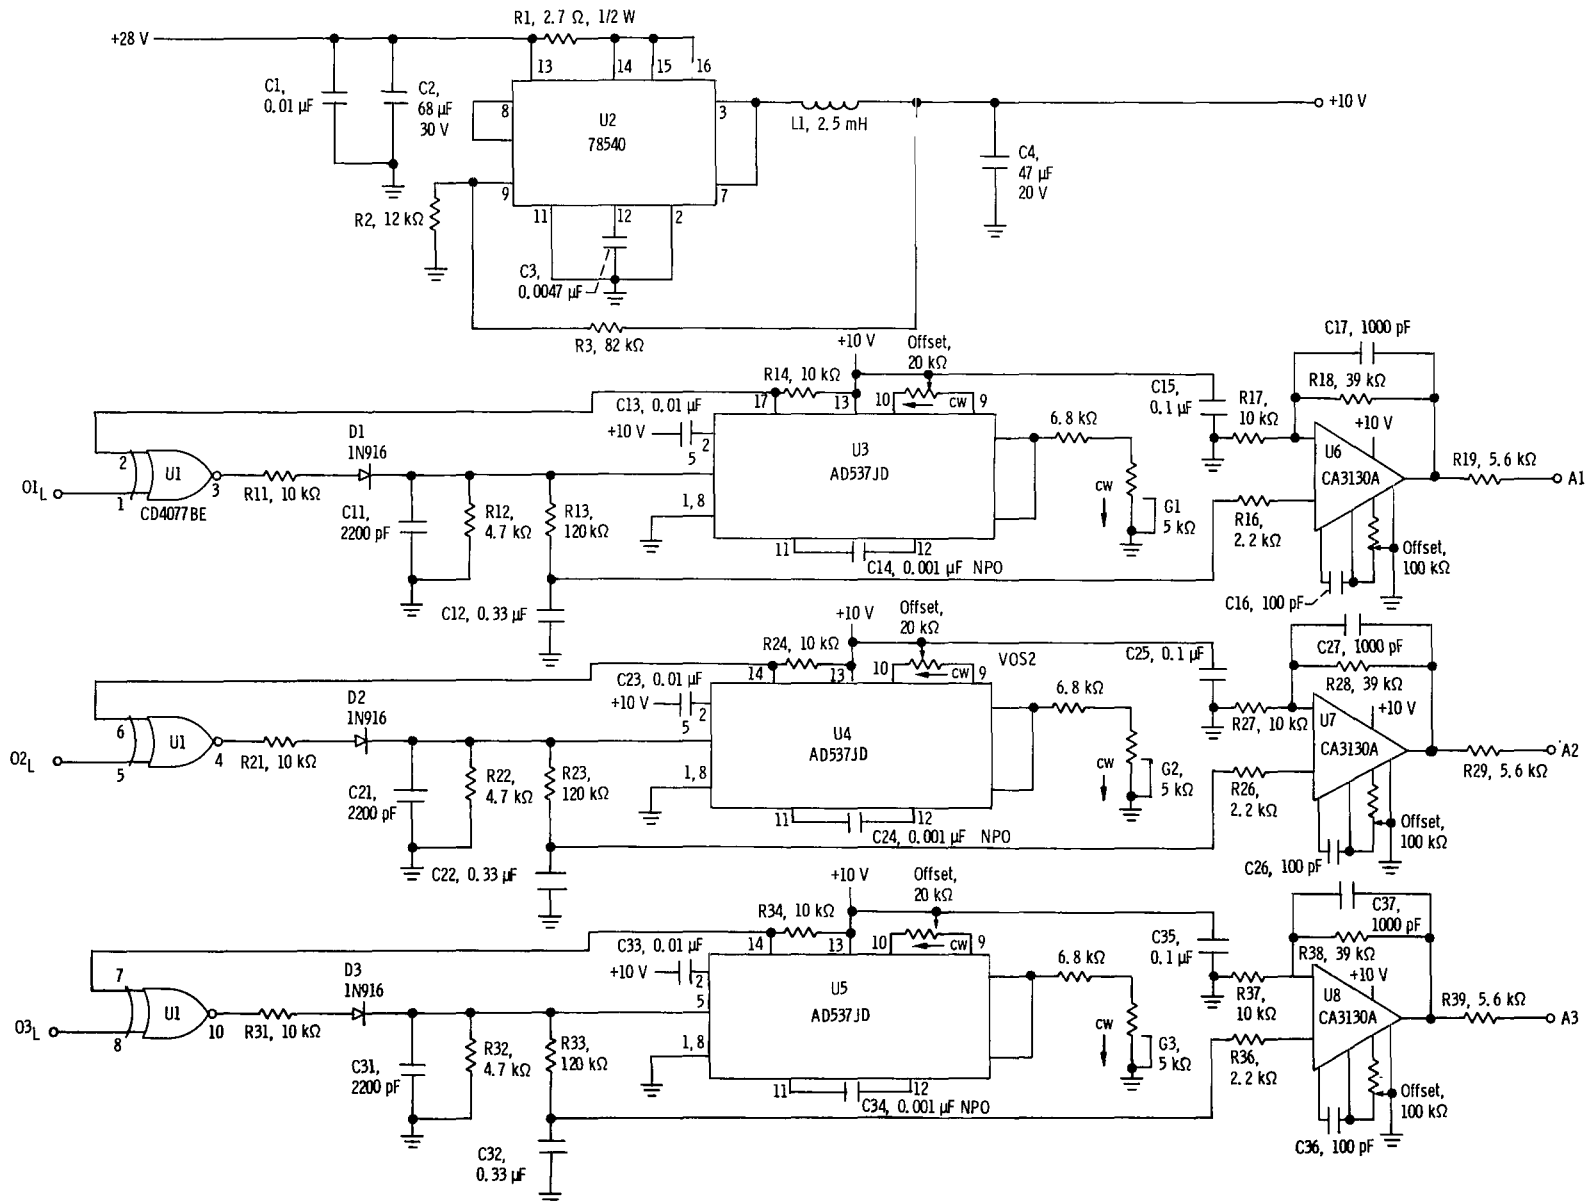 R1, 2.7 Ω, 1/2 W
+28 V
13
14
15
16
C1,
0.01 μF
C2,
68 μF
30 V
8
U2
78540
3
L1, 2.5 mH
+10 V
C4,
47 μF
20 V
9
7
R2, 12 kΩ
11
12
2
C3,
0.0047 μF
R3, 82 kΩ
+10 V
Offset,
20 kΩ
C17, 1000 pF
R14, 10 kΩ
17
13
10
CW
9
C15,
0.1 μF
R17,
10 kΩ
R18, 39 kΩ
+10 V
C13, 0.01 μF
+10 V
2
5
D1
1N916
2
U1
3
1
O1L
CD4077BE
R11, 10 kΩ
C11,
2200 pF
R12,
4.7 kΩ
R13,
120 kΩ
1, 8
U3
AD537JD
6.8 kΩ
CW
G1
5 kΩ
11
12
C14, 0.001 μF NPO
C12, 0.33 μF
R16,
2.2 kΩ
U6
CA3130A
R19, 5.6 kΩ
A1
Offset,
100 kΩ
C16, 100 pF
+10 V
Offset,
20 kΩ
VOS2
R24, 10 kΩ
14
13
10
CW
9
C25, 0.1 μF
C27, 1000 pF
R28, 39 kΩ
R27, 10 kΩ
+10 V
C23, 0.01 μF
+10 V
2
5
D2
1N916
6
U1
4
5
O2L
R21, 10 kΩ
C21,
2200 pF
R22,
4.7 kΩ
R23,
120 kΩ
1, 8
U4
AD537JD
6.8 kΩ
CW
G2,
5 kΩ
11
12
C24, 0.001 μF NPO
C22, 0.33 μF
R26,
2.2 kΩ
U7
CA3130A
R29, 5.6 kΩ
A2
Offset,
100 kΩ
C26, 100 pF
+10 V
Offset,
20 kΩ
R34, 10 kΩ
14
13
10
CW
9
C35,
0.1 μF
C37,
1000 pF
R38, 39 kΩ
R37,
10 kΩ
+10 V
C33, 0.01 μF
+10 V
2
5
D3
1N916
7
U1
10
8
O3L
R31, 10 kΩ
C31,
2200 pF
R32,
4.7 kΩ
R33,
120 kΩ
1, 8
U5
AD537JD
6.8 kΩ
CW
G3,
5 kΩ
11
12
C34, 0.001 μF NPO
C32,
0.33 μF
R36,
2.2 kΩ
U8
CA3130A
R39, 5.6 kΩ
A3
Offset,
100 kΩ
C36, 100 pF